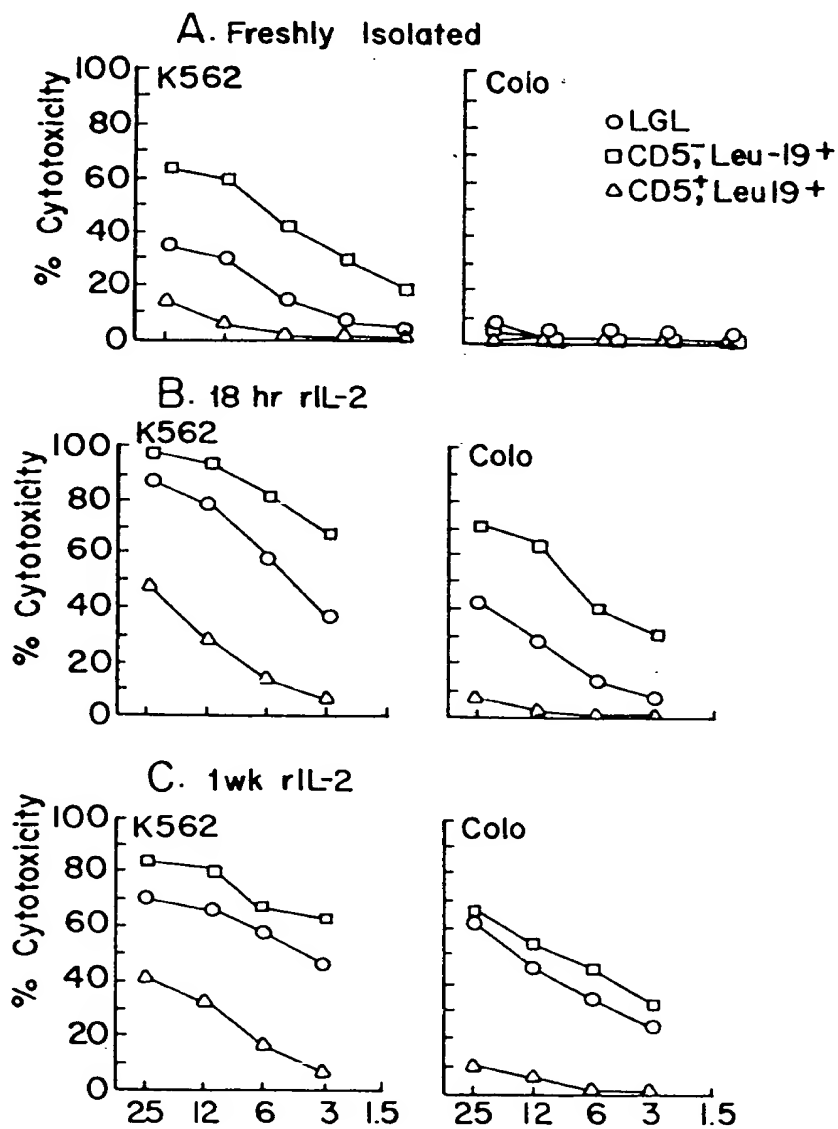 A. Freshly Isolated
K562
Colo
LGL
CD5-, Leu-19+
CD5+, Leu19+
% Cytotoxicity
100
80
60
40
20
0
B. 18 hr rIL-2
K562
Colo
% Cytotoxicity
100
80
60
40
20
0
C. 1wk rIL-2
K562
Colo
% Cytotoxicity
100
80
60
40
20
0
25 12 6 3 1.5
25 12 6 3 1.5